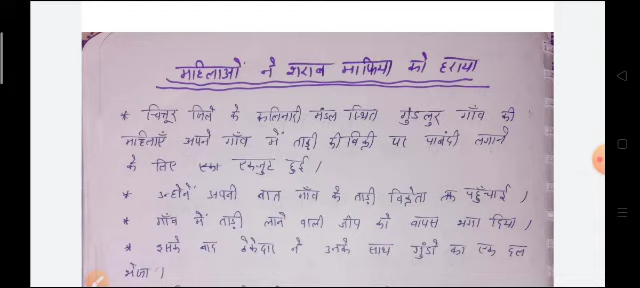 महिलाओं ने शराब माफिया को हराया
* चित्तूर जिले के कलिनारी मंडल स्थित गुंडलुर गाँव की
महिलाएँ अपने गाँव में ताड़ी की बिक्री पर पाबंदी लगाने
के लिए एकजुट हुई।
* उन्होनें अपनी बात गाँव के ताड़ी विक्रेता तक पहुँचाई।
* गाँव में ताड़ी लाने वाली जीप को वापस भगा दिया।
* इसके बाद ठेकेदार ने उनके साथ गुंडो का एक दल
भेजा।